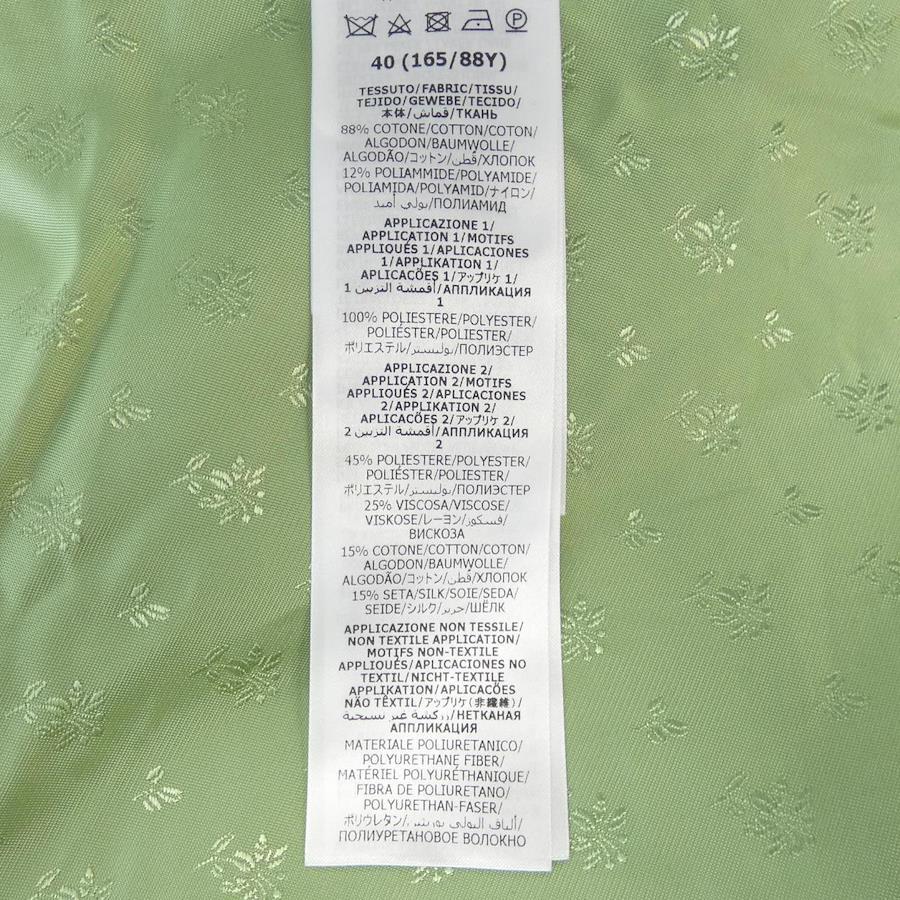 40 (165/88Y)
TESSUTO/FABRIC/TISSU/
TEJIDO/GEWEBE/TECIDO/
本体/قماش/ТКАНЬ
88% COTONE/COTTON/COTON/
ALGODON/BAUMWOLLE/
ALGODÃO/コットン/قطن/ХЛОПОК
12% POLIAMMIDE/POLYAMIDE/
POLIAMIDA/POLYAMID/ナイロン/
بولي أميد/ПОЛИАМИД
APPLICAZIONE 1/
APPLICATION 1/MOTIFS
APPLIQUÉS 1/APLICACIONES
1/APPLIKATION 1/
APLICACÕES 1/アップリケ 1/
أقمشة التزيين 1/АППЛИКАЦИЯ
1
100% POLIESTERE/POLYESTER/
POLIÉSTER/POLIESTER/
ポリエステル/بوليستر/ПОЛИЭСТЕР
APPLICAZIONE 2/
APPLICATION 2/MOTIFS
APPLIQUÉS 2/APLICACIONES
2/APPLIKATION 2/
APLICACÕES 2/アップリケ 2/
أقمشة التزيين 2/АППЛИКАЦИЯ
2
45% POLIESTERE/POLYESTER/
POLIÉSTER/POLIESTER/
ポリエステル/بوليستر/ПОЛИЭСТЕР
25% VISCOSA/VISCOSE/
VISKOSE/レーヨン/فسكوز/
ВИСКОЗА
15% COTONE/COTTON/COTON/
ALGODON/BAUMWOLLE/
ALGODÃO/コットン/قطن/ХЛОПОК
15% SETA/SILK/SOIE/SEDA/
SEIDE/シルク/حرير/ШЁЛК
APPLICAZIONE NON TESSILE/
NON TEXTILE APPLICATION/
MOTIFS NON-TEXTILE
APPLIQUÉS/APLICACIONES NO
TEXTIL/NICHT-TEXTILE
APPLIKATION/APLICACÕES
NÃO TÊXTIL/アップリケ(非繊維)/
زركشة غير نسيجية/НЕТКАНАЯ
АППЛИКАЦИЯ
MATERIALE POLIURETANICO/
POLYURETHANE FIBER/
MATÉRIEL POLYURÉTHANIQUE/
FIBRA DE POLIURETANO/
POLYURETHAN-FASER/
ポリウレタン/ألياف البولي يوريثين/
ПОЛИУРЕТАНОВОЕ ВОЛОКНО